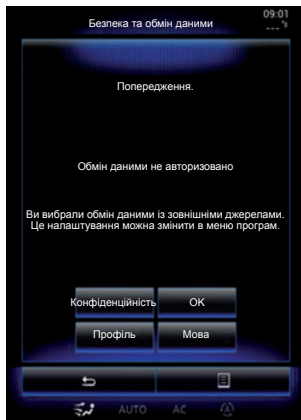 Безпека та обмін даними
09:01
Попередження.
Обмін даними не авторизовано
Ви вибрали обмін даними із зовнішніми джерелами.
Це налаштування можна змінити в меню програм.
Конфіденційність OK
Профіль Мова
AUTO AC